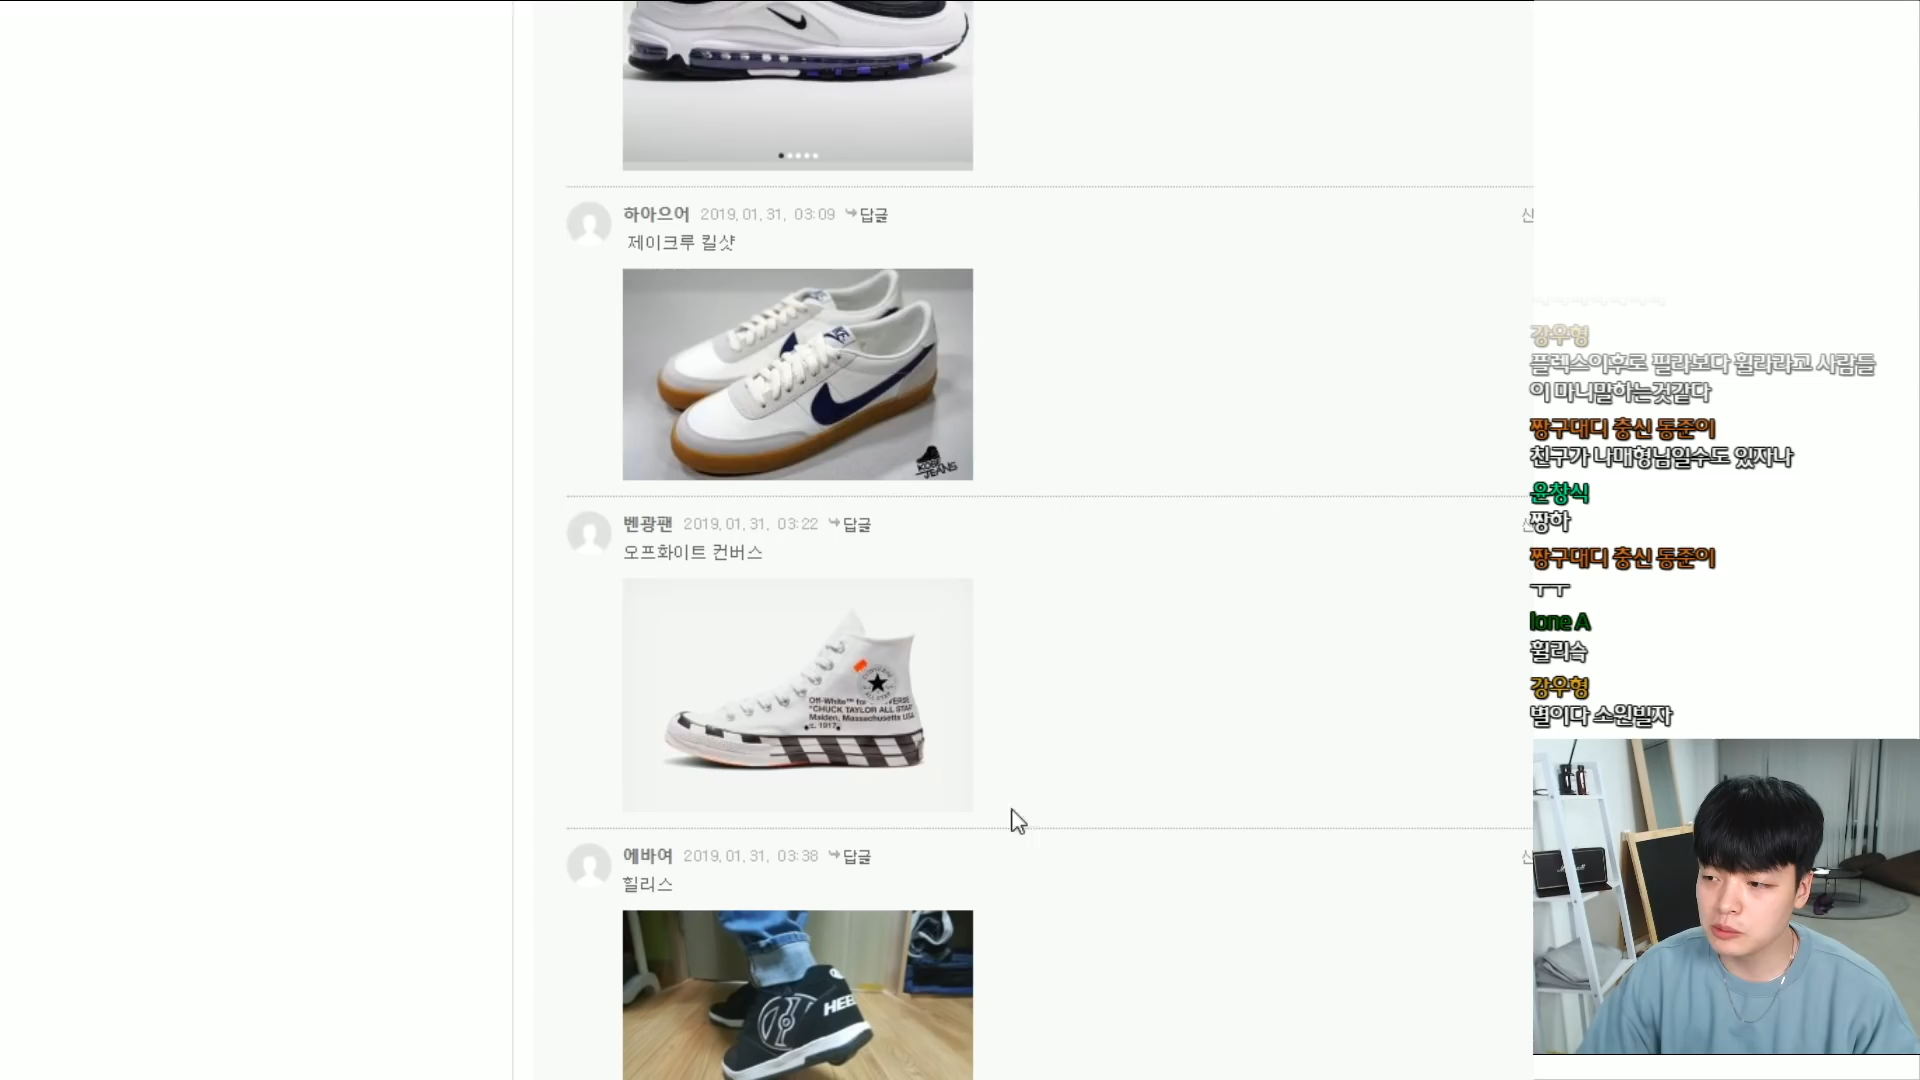 하아으어 2019.01.31. 03:09 답글
제이크루 킬샷
KOBE
JEANS
벤광팬 2019.01.31. 03:22 답글
오프화이트 컨버스
Off-White™ for
"CHUCK TAYLOR ALL STAR
Malden, Massachusetts USA
c. 1917
에바여 2019.01.31. 03:38 답글
힐리스
강우형
플렉스이후로 필라보다 휠라라고 사람들
이 마니말하는것같다
짱구대디 충신 동준이
친구가 나매형님일수도 있자나
윤창식
짱하
짱구대디 충신 동준이
ㅜㅜ
lone A
휠리슥
강우형
별이다 소원빌자